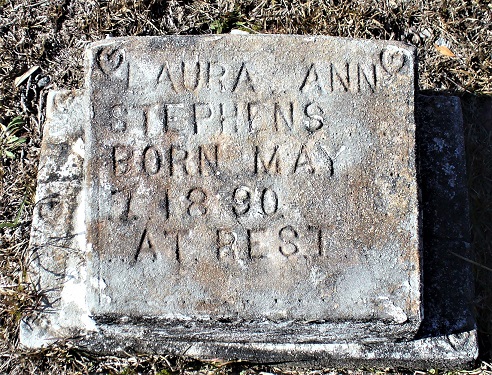 LAURA ANN
STEPHENS
BORN MAY
7. 1890.
AT REST